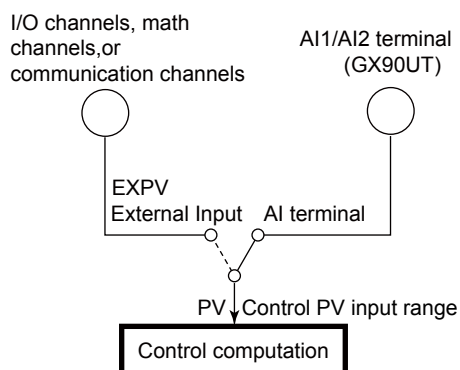 I/O channels, math
channels,or
communication channels
AI1/AI2 terminal
(GX90UT)
EXPV
External Input
AI terminal
PV
Control PV input range
Control computation